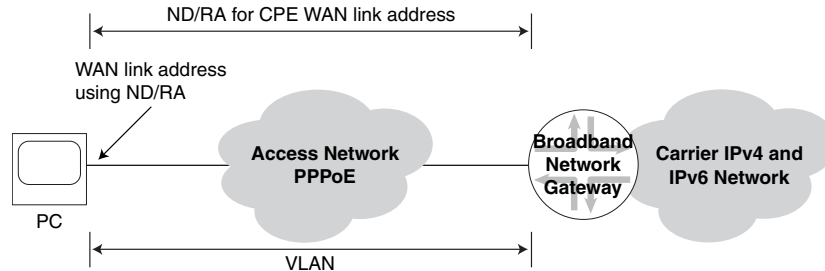 ND/RA for CPE WAN link address
WAN link address
using ND/RA
Access Network
PPPoE
Broadband
Network
Gateway
Carrier IPv4 and
IPv6 Network
PC
VLAN